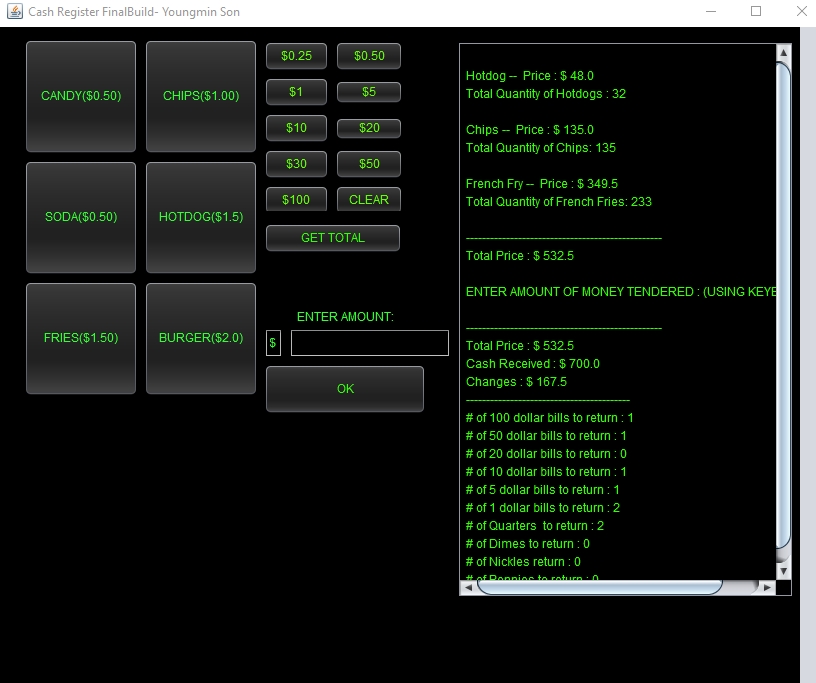 Cash Register FinalBuild- Youngmin Son
CANDY($0.50)
CHIPS($1.00)
SODA($0.50)
HOTDOG($1.5)
FRIES($1.50)
BURGER($2.0)
$0.25
$0.50
$1
$5
$10
$20
$30
$50
$100
CLEAR
GET TOTAL
ENTER AMOUNT:
$
OK
Hotdog -- Price : $ 48.0
Total Quantity of Hotdogs : 32
Chips -- Price : $ 135.0
Total Quantity of Chips: 135
French Fry -- Price : $ 349.5
Total Quantity of French Fries: 233
-------------------------------------------------
Total Price : $ 532.5
ENTER AMOUNT OF MONEY TENDERED : (USING KEYB
-------------------------------------------------
Total Price : $ 532.5
Cash Received : $ 700.0
Changes : $ 167.5
-----------------------------------------
# of 100 dollar bills to return : 1
# of 50 dollar bills to return : 1
# of 20 dollar bills to return : 0
# of 10 dollar bills to return : 1
# of 5 dollar bills to return : 1
# of 1 dollar bills to return : 2
# of Quarters to return : 2
# of Dimes to return : 0
# of Nickles return : 0
# of Pennies to return : 0